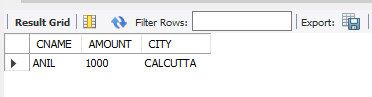 Result Grid Filter Rows: Export:
CNAME AMOUNT CITY
ANIL 1000 CALCUTTA